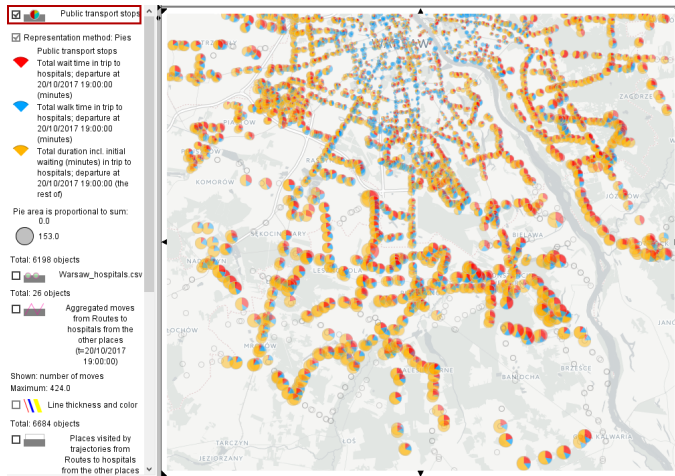 Public transport stops
Representation method: Pies
Public transport stops
Total wait time in trip to
hospitals; departure at
20/10/2017 19:00:00
(minutes)
Total walk time in trip to
hospitals; departure at
20/10/2017 19:00:00
(minutes)
Total duration incl. initial
waiting (minutes) in trip to
hospitals; departure at
20/10/2017 19:00:00 (the
rest of)
Pie area is proportional to sum:
0.0
153.0
Total: 6198 objects
Warsaw_hospitals.csv
Total: 26 objects
Aggregated moves
from Routes to
hospitals from the
other places
(t=20/10/2017
19:00:00)
Shown: number of moves
Maximum: 424.0
Line thickness and color
Total: 6684 objects
Places visited by
trajectories from
Routes to hospitals
from the other places
KOMORÓW
BIELAWA
JÓZEFÓW
BRZEŚĆ
BANIOCHA
KALWARIA
TARCZYN
JEZIORZANY
ŁOS